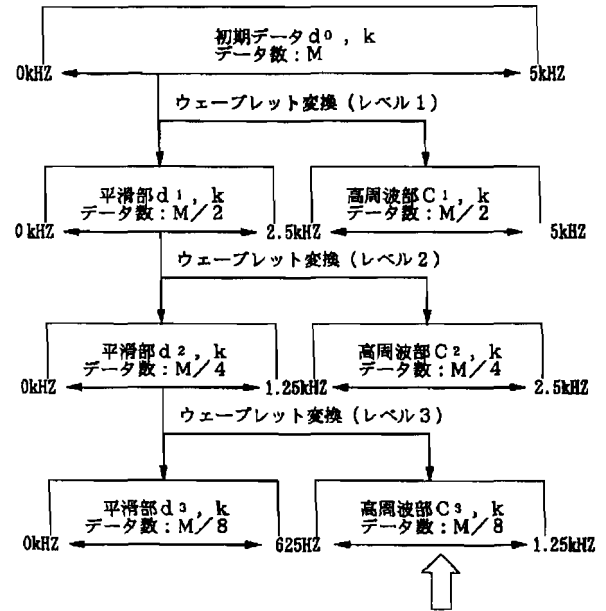 初期データd⁰, k
データ数：M
0kHZ 5kHZ
ウェーブレット変換（レベル1）
平滑部d¹, k 高周波部C¹, k
データ数：M／2 データ数：M／2
0kHZ 2.5kHZ 5kHZ
ウェーブレット変換（レベル2）
平滑部d², k 高周波部C², k
データ数：M／4 データ数：M／4
0kHZ 1.25kHZ 2.5kHZ
ウェーブレット変換（レベル3）
平滑部d³, k 高周波部C³, k
データ数：M／8 データ数：M／8
0kHZ 625HZ 1.25kHZ